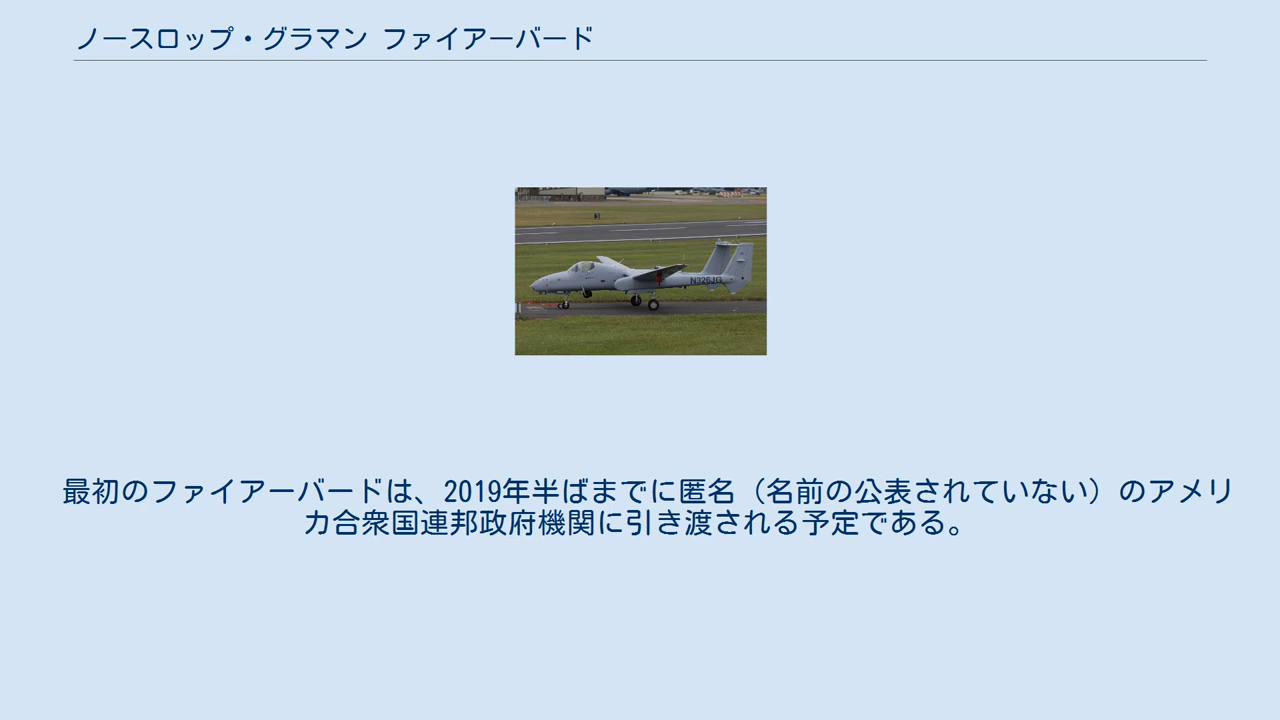 ノースロップ・グラマン ファイアーバード
N326JG
最初のファイアーバードは、2019年半ばまでに匿名（名前の公表されていない）のアメリ
カ合衆国連邦政府機関に引き渡される予定である。